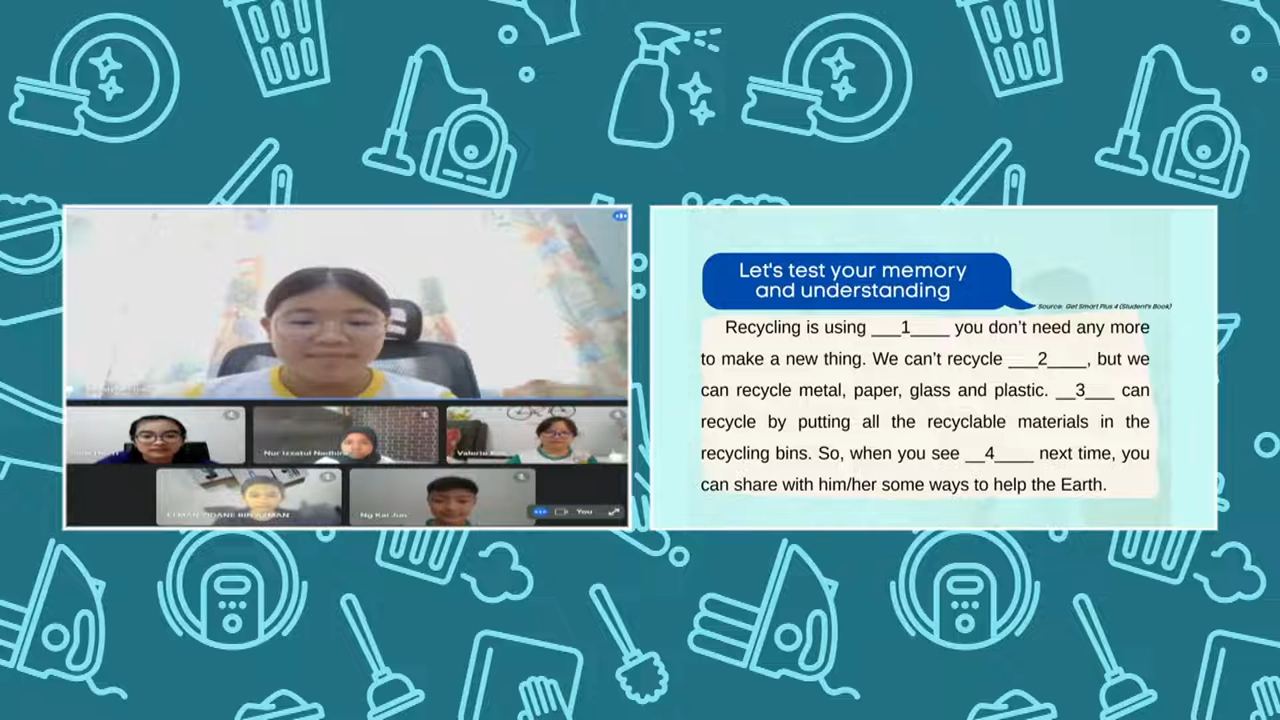 Let's test your memory
and understanding
Source: Get Smart Plus 4 (Student's Book)
Recycling is using ___1____ you don't need any more
to make a new thing. We can't recycle ___2____, but we
can recycle metal, paper, glass and plastic. __3___ can
recycle by putting all the recyclable materials in the
recycling bins. So, when you see __4____ next time, you
can share with him/her some ways to help the Earth.
Nur Izzatul Nadhira
Valerie
Ng Kai Jun
You